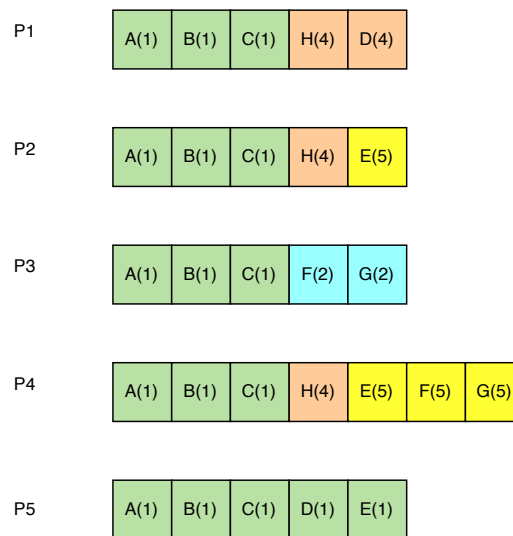 P1 A(1) B(1) C(1) H(4) D(4)
P2 A(1) B(1) C(1) H(4) E(5)
P3 A(1) B(1) C(1) F(2) G(2)
P4 A(1) B(1) C(1) H(4) E(5) F(5) G(5)
P5 A(1) B(1) C(1) D(1) E(1)